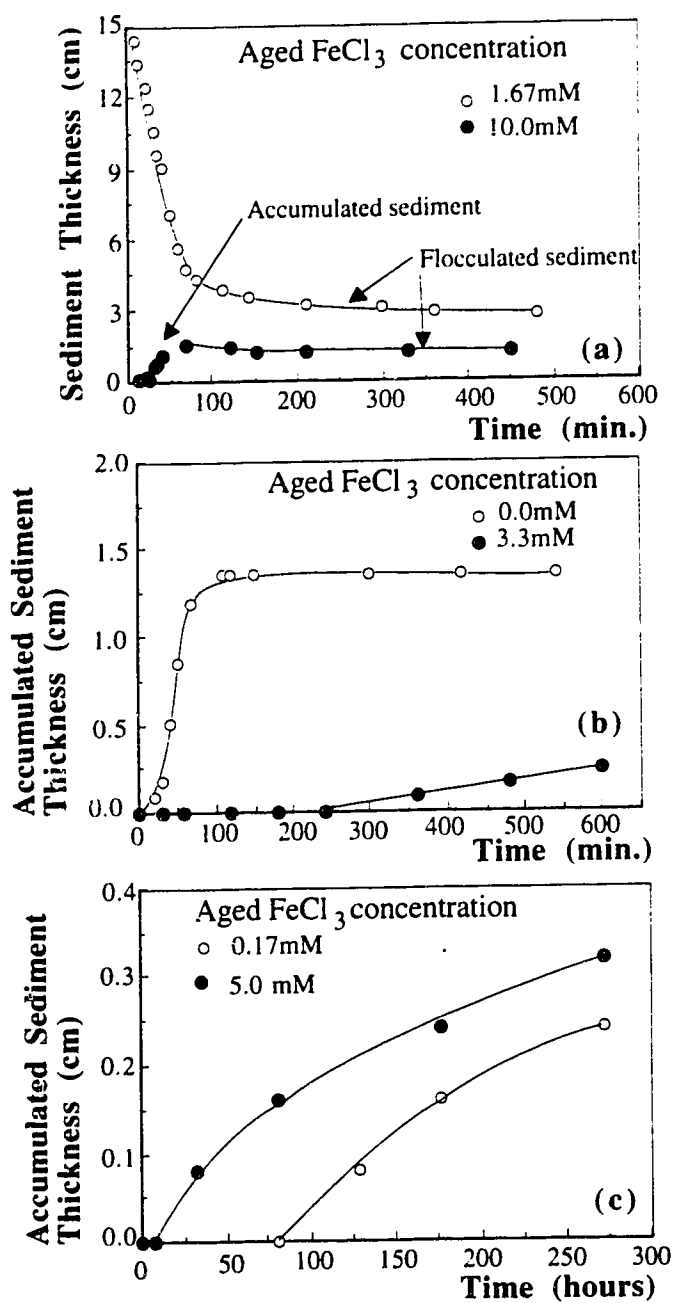 Sediment Thickness (cm)
15
12
9
6
3
0
Aged FeCl3 concentration
1.67mM
10.0mM
Accumulated sediment
Flocculated sediment
(a)
0 100 200 300 400 500 600
Time (min.)
Accumulated Sediment
Thickness (cm)
2.0
1.5
1.0
0.5
0.0
Aged FeCl3 concentration
0.0mM
3.3mM
(b)
0 100 200 300 400 500 600
Time (min.)
Accumulated Sediment
Thickness (cm)
0.4
0.3
0.2
0.1
0.0
Aged FeCl3 concentration
0.17mM
5.0 mM
(c)
0 50 100 150 200 250 300
Time (hours)